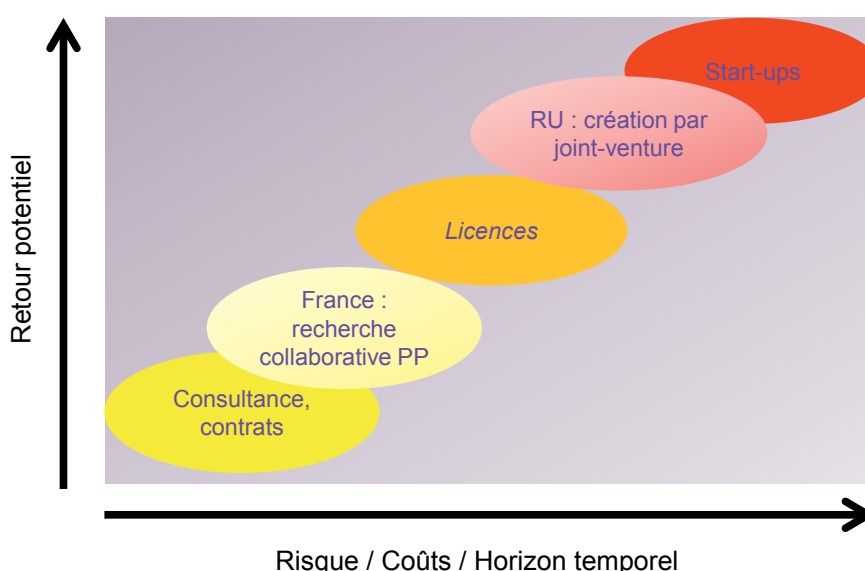 Start-ups
RU : création par
joint-venture
Licences
France :
recherche
collaborative PP
Consultance,
contrats
Retour potentiel
Risque / Coûts / Horizon temporel